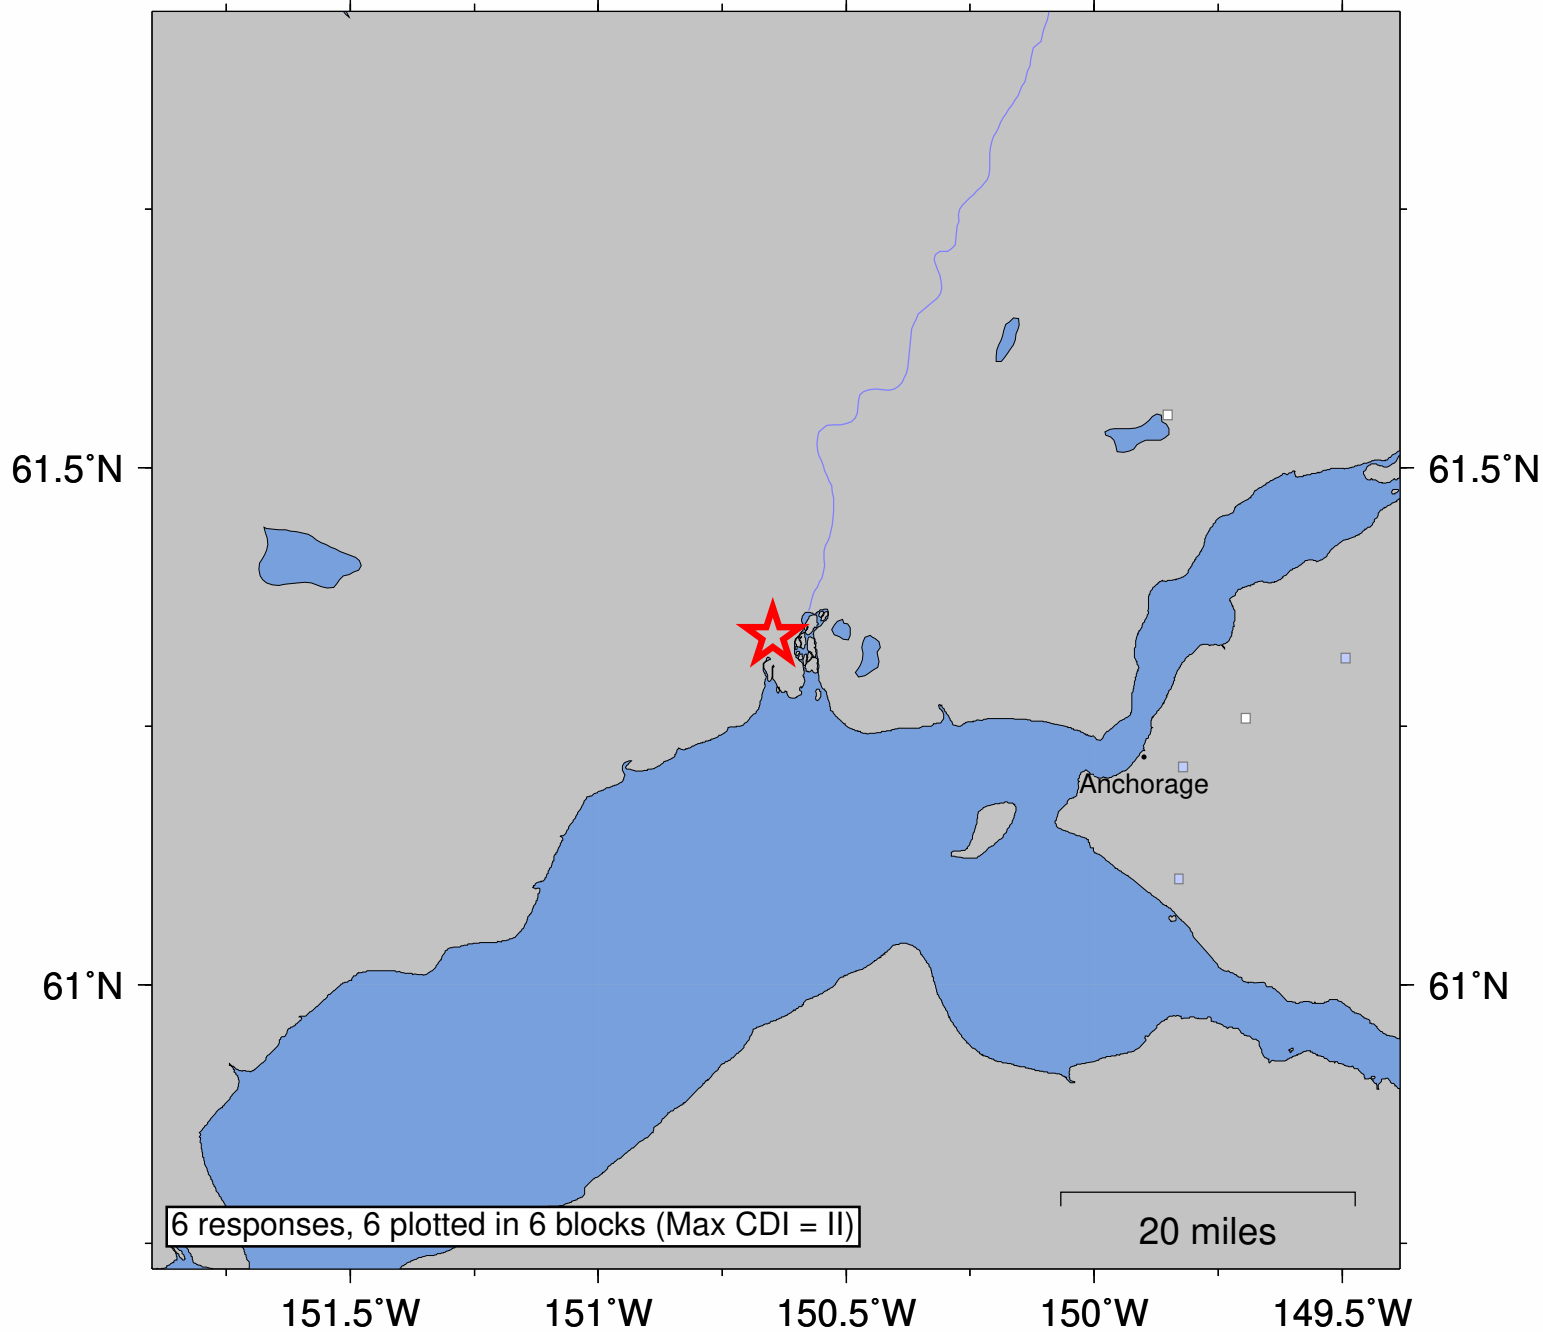 61.5˚N
61.5˚N
Anchorage
61˚N
61˚N
6 responses, 6 plotted in 6 blocks (Max CDI = II)
20 miles
151.5˚W
151˚W
150.5˚W
150˚W
149.5˚W